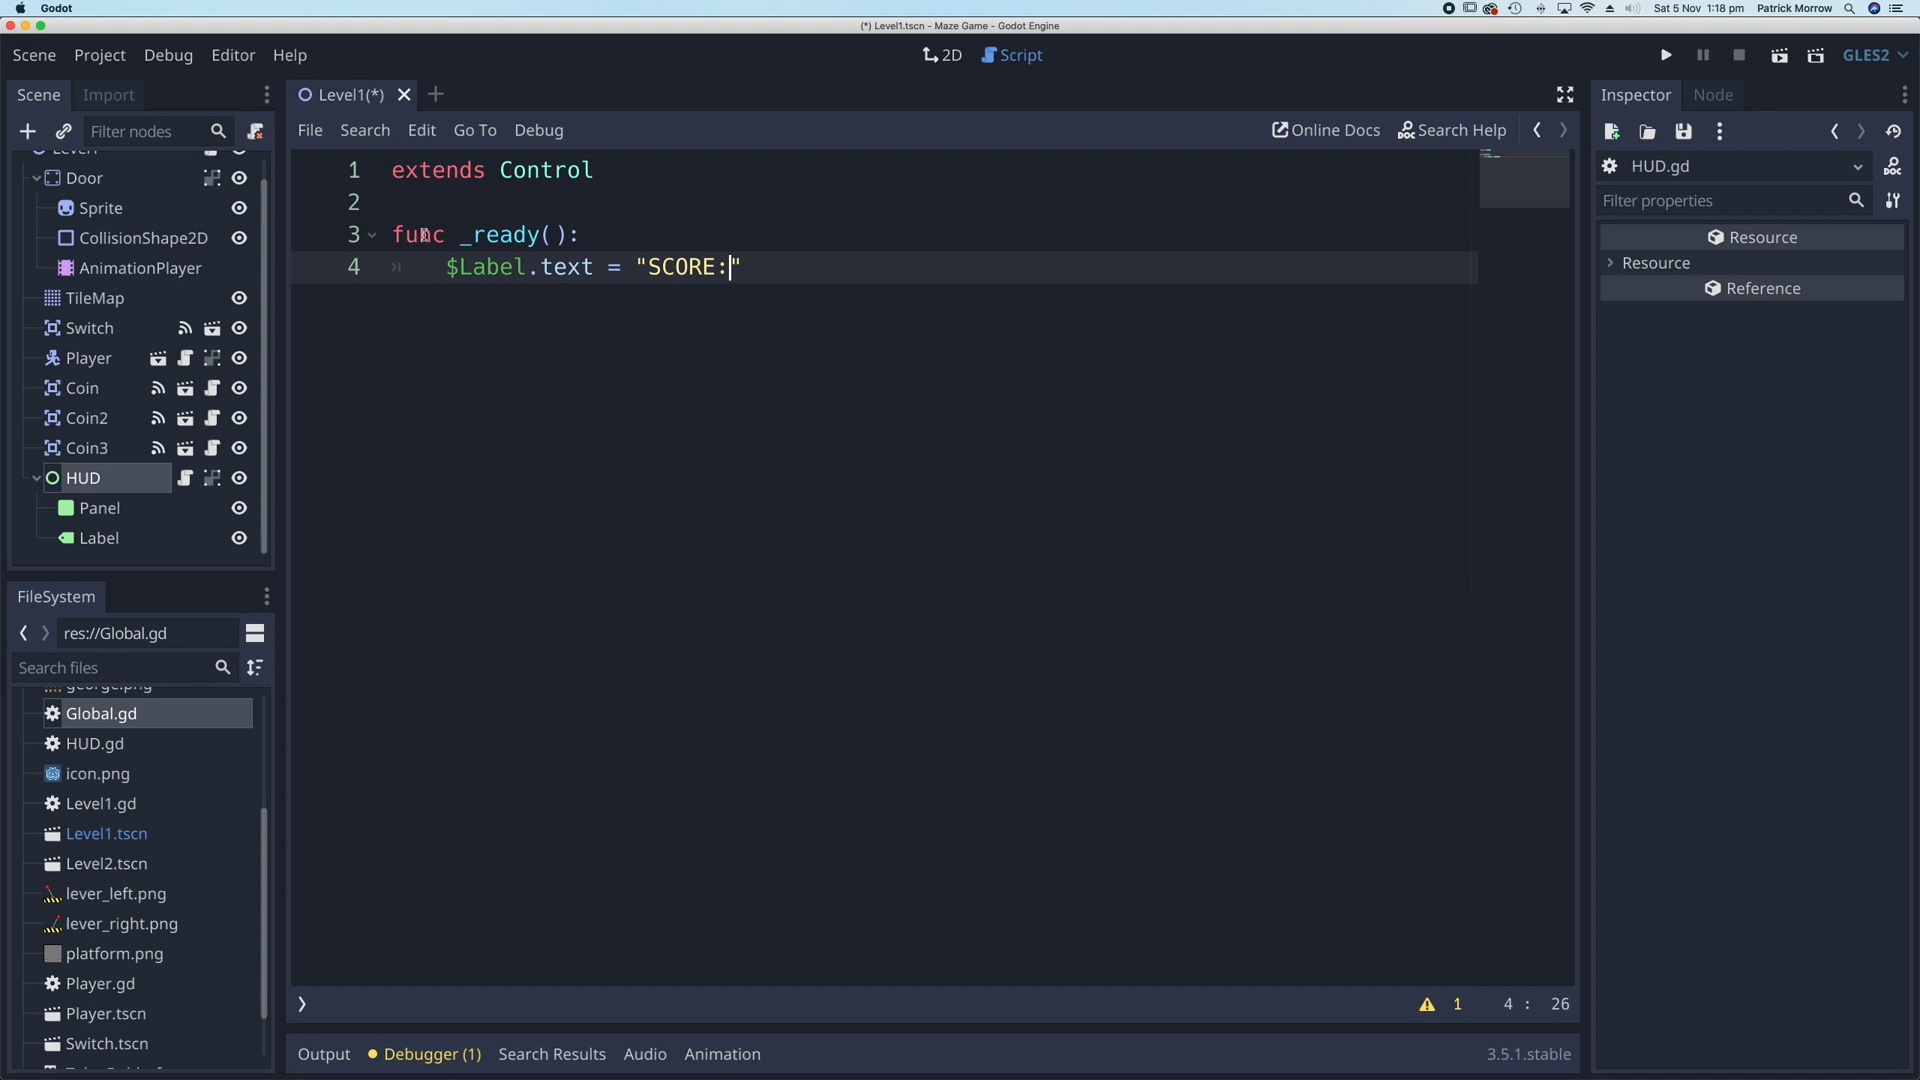 Godot
Sat 5 Nov 1:18 pm Patrick Morrow
(*) Level1.tscn - Maze Game - Godot Engine
Scene Project Debug Editor Help
2D Script
GLES2
Scene Import
Level1(*)
Inspector Node
Filter nodes
File Search Edit Go To Debug
Online Docs Search Help
HUD.gd
Filter properties
Resource
Resource
Reference
Level1
Door
Sprite
CollisionShape2D
AnimationPlayer
TileMap
Switch
Player
Coin
Coin2
Coin3
HUD
Panel
Label
1 extends Control
2
3 func _ready():
4 $Label.text = "SCORE:"
FileSystem
res://Global.gd
Search files
george.png
Global.gd
HUD.gd
icon.png
Level1.gd
Level1.tscn
Level2.tscn
lever_left.png
lever_right.png
platform.png
Player.gd
Player.tscn
Switch.tscn
1 4 : 26
Output Debugger (1) Search Results Audio Animation
3.5.1.stable